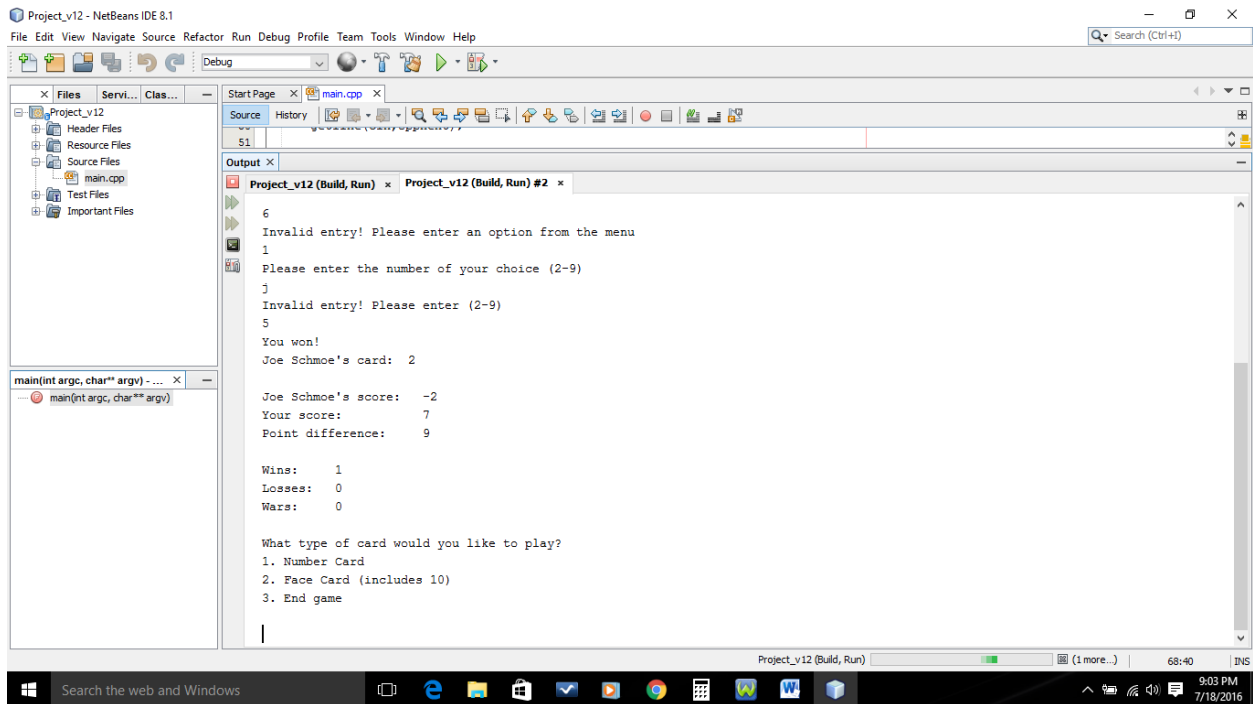 Project_v12 - NetBeans IDE 8.1
File Edit View Navigate Source Refactor Run Debug Profile Team Tools Window Help
Search (Ctrl+I)
Debug
Files Servi... Clas...
Start Page main.cpp
Project_v12
Header Files
Resource Files
Source Files
main.cpp
Test Files
Important Files
Source History
51
Output
Project_v12 (Build, Run) Project_v12 (Build, Run) #2
6
Invalid entry! Please enter an option from the menu
1
Please enter the number of your choice (2-9)
j
Invalid entry! Please enter (2-9)
5
You won!
Joe Schmoe's card: 2
Joe Schmoe's score: -2
Your score: 7
Point difference: 9
Wins: 1
Losses: 0
Wars: 0
What type of card would you like to play?
1. Number Card
2. Face Card (includes 10)
3. End game
main(int argc, char** argv) - ...
main(int argc, char** argv)
Project_v12 (Build, Run) (1 more...) 68:40 INS
Search the web and Windows
9:03 PM
7/18/2016